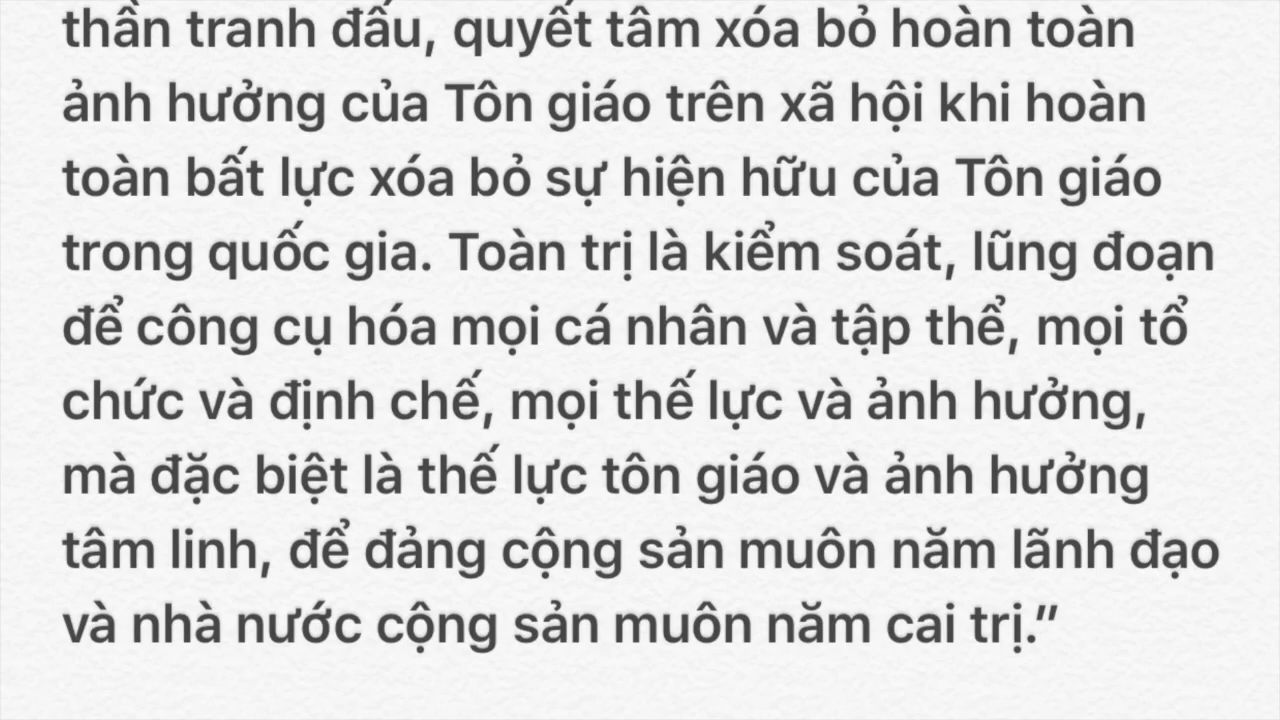 thần tranh đấu, quyết tâm xóa bỏ hoàn toàn
ảnh hưởng của Tôn giáo trên xã hội khi hoàn
toàn bất lực xóa bỏ sự hiện hữu của Tôn giáo
trong quốc gia. Toàn trị là kiểm soát, lũng đoạn
để công cụ hóa mọi cá nhân và tập thể, mọi tổ
chức và định chế, mọi thế lực và ảnh hưởng,
mà đặc biệt là thế lực tôn giáo và ảnh hưởng
tâm linh, để đảng cộng sản muôn năm lãnh đạo
và nhà nước cộng sản muôn năm cai trị.”